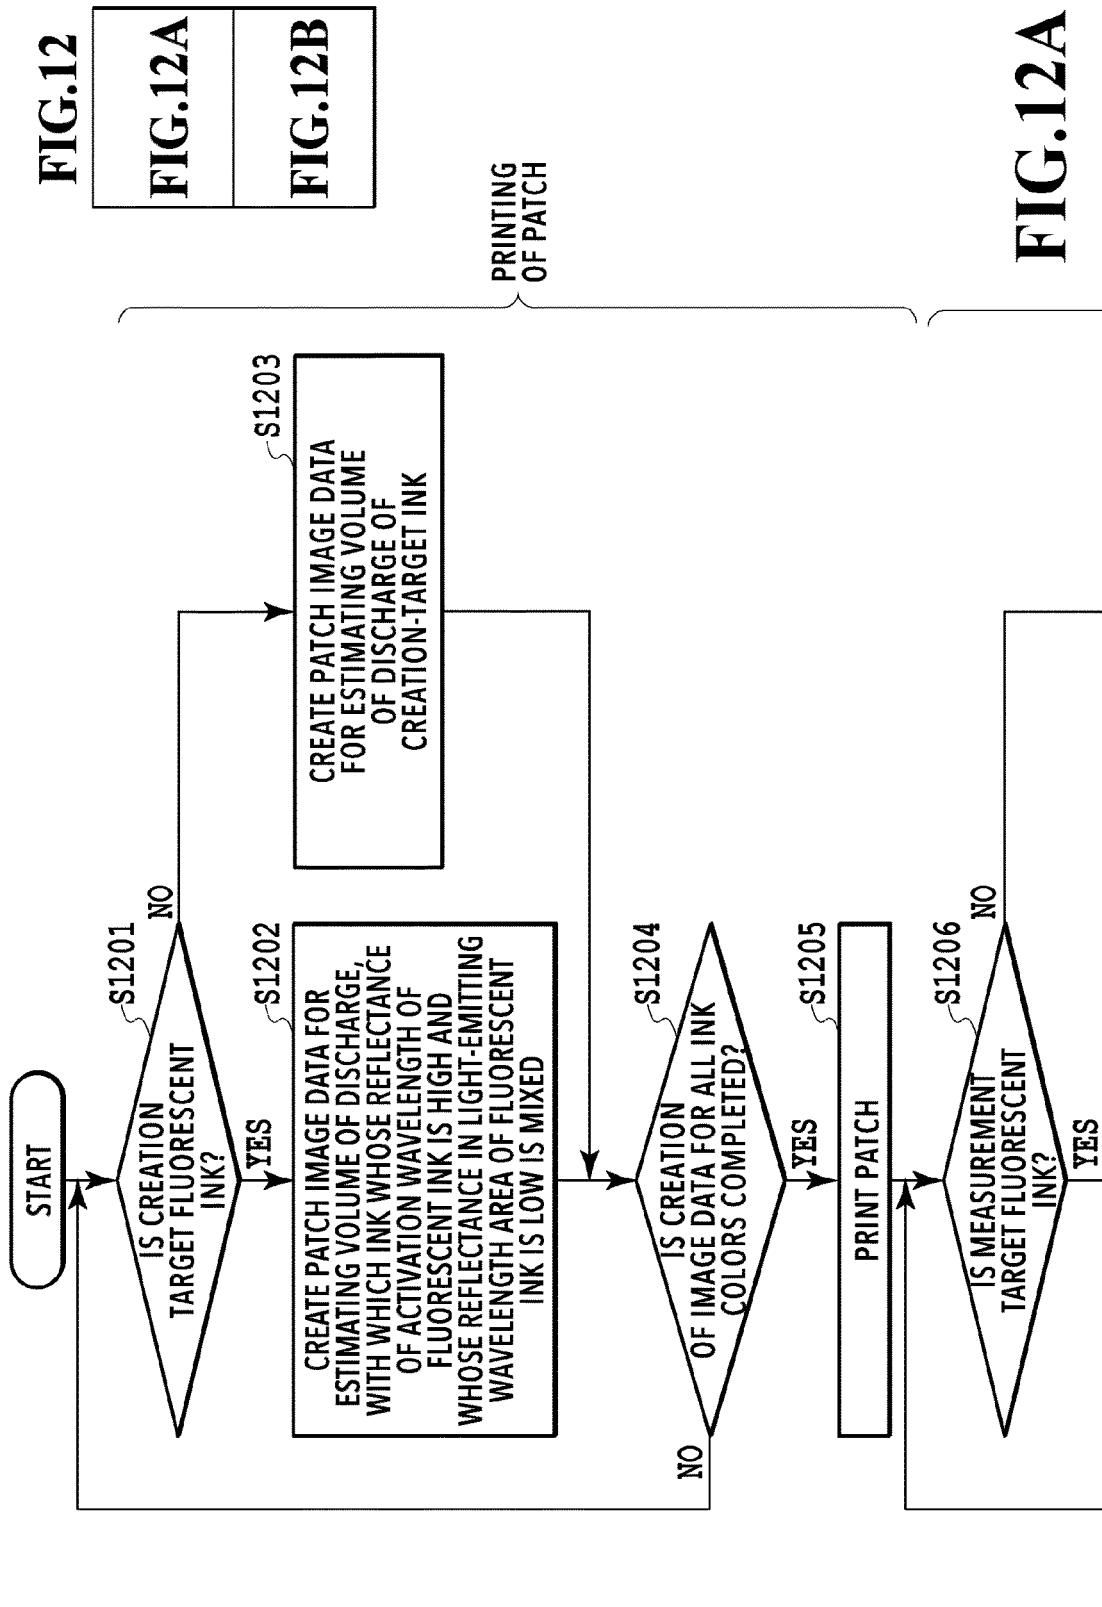 FIG.12
FIG.12A
FIG.12B
START
S1201
IS CREATION
TARGET FLUORESCENT
INK?
NO
YES
S1202
CREATE PATCH IMAGE DATA FOR
ESTIMATING VOLUME OF DISCHARGE,
WITH WHICH INK WHOSE REFLECTANCE
OF ACTIVATION WAVELENGTH OF
FLUORESCENT INK IS HIGH AND
WHOSE REFLECTANCE IN LIGHT-EMITTING
WAVELENGTH AREA OF FLUORESCENT
INK IS LOW IS MIXED
S1203
CREATE PATCH IMAGE DATA
FOR ESTIMATING VOLUME
OF DISCHARGE OF
CREATION-TARGET INK
PRINTING
OF PATCH
S1204
IS CREATION
OF IMAGE DATA FOR ALL INK
COLORS COMPLETED?
NO
YES
S1205
PRINT PATCH
S1206
IS MEASUREMENT
TARGET FLUORESCENT
INK?
NO
YES
FIG.12A